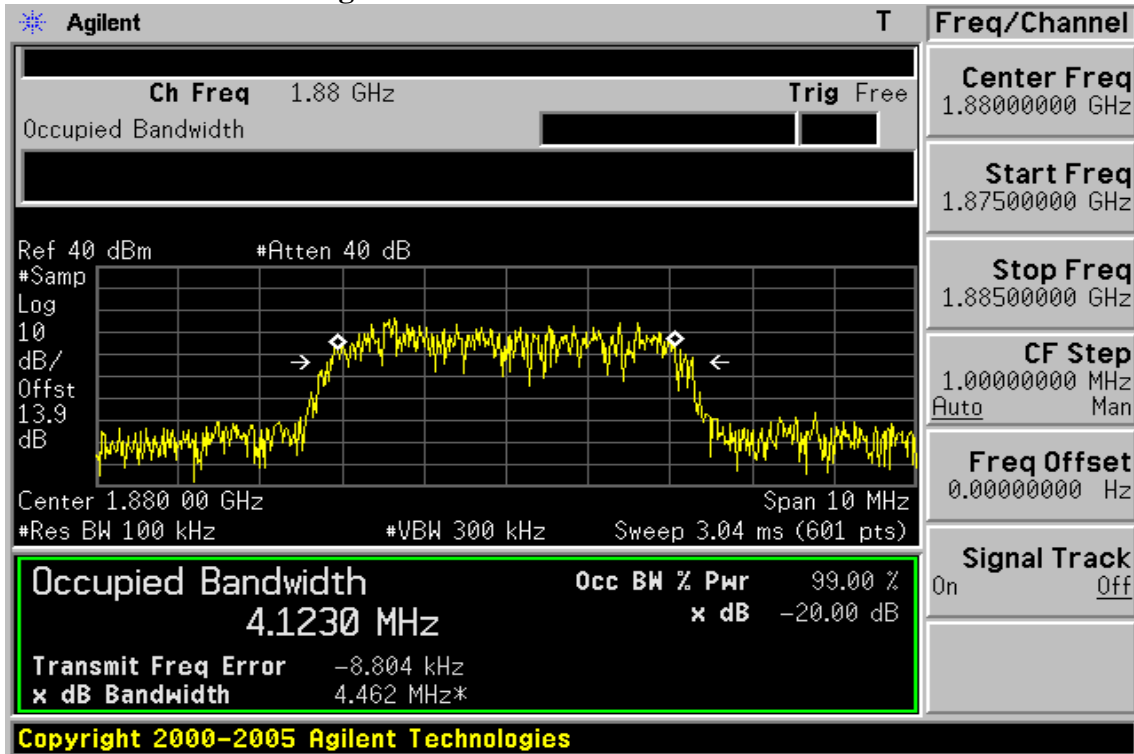 Agilent T
Freq/Channel
Ch Freq 1.88 GHz Trig Free
Occupied Bandwidth
Center Freq
1.88000000 GHz
Start Freq
1.87500000 GHz
Stop Freq
1.88500000 GHz
CF Step
1.00000000 MHz
Auto Man
Freq Offset
0.00000000 Hz
Signal Track
On Off
Ref 40 dBm #Atten 40 dB
#Samp
Log
10
dB/
Offst
13.9
dB
Center 1.880 00 GHz Span 10 MHz
#Res BW 100 kHz #VBW 300 kHz Sweep 3.04 ms (601 pts)
Occupied Bandwidth
4.1230 MHz
Occ BW % Pwr 99.00 %
x dB -20.00 dB
Transmit Freq Error -8.804 kHz
x dB Bandwidth 4.462 MHz*
Copyright 2000-2005 Agilent Technologies